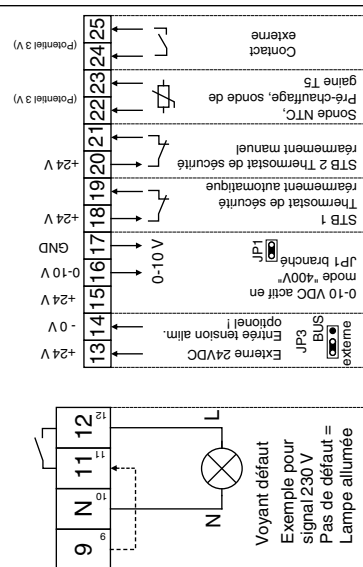 25
24
23
22
21
20
19
18
17
16
15
14
13
(Potentiel 3 V)
(Potentiel 3 V)
+24 V
+24 V
GND
0-10 V
+24 V
- 0 V
+24 V
0-10 V
Contact
externe
Sonde NTC,
Pré-chauffage, sonde de
gaine T5
STB 2 Thermostat de sécurité
réarmement manuel
STB 1
Thermostat de sécurité
réarmement automatique
0-10 VDC actif en
mode "400V"
JP1 branché
JP1
Externe 24VDC
Entrée tension alim.
optionel !
JP3
BUS
externe
12
12
11
11
N
10
9
9
L
N
Voyant défaut
Exemple pour
signal 230 V
Pas de défaut =
Lampe allumée